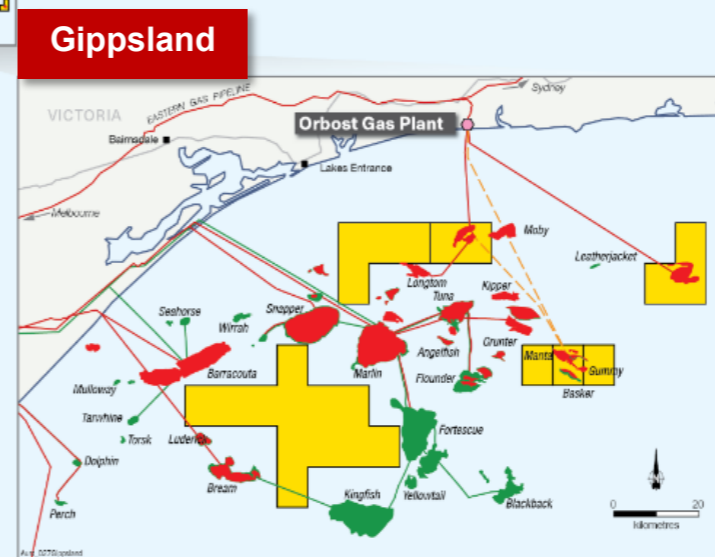 Gippsland
VICTORIA
EASTERN GAS PIPELINE
Sydney
Orbost Gas Plant
Bairnsdale
Lakes Entrance
Melbourne
Moby
Leatherjacket
Longtom
Kipper
Tuna
Seahorse
Snapper
Wirrah
Grunter
Angelfish
Manta
Gummy
Marlin
Barracouta
Flounder
Basker
Mulloway
Tarwhine
Fortescue
Torsk
Luderick
Dolphin
Bream
Kingfish
Yellowtail
Blackback
Perch
0 20
kilometres